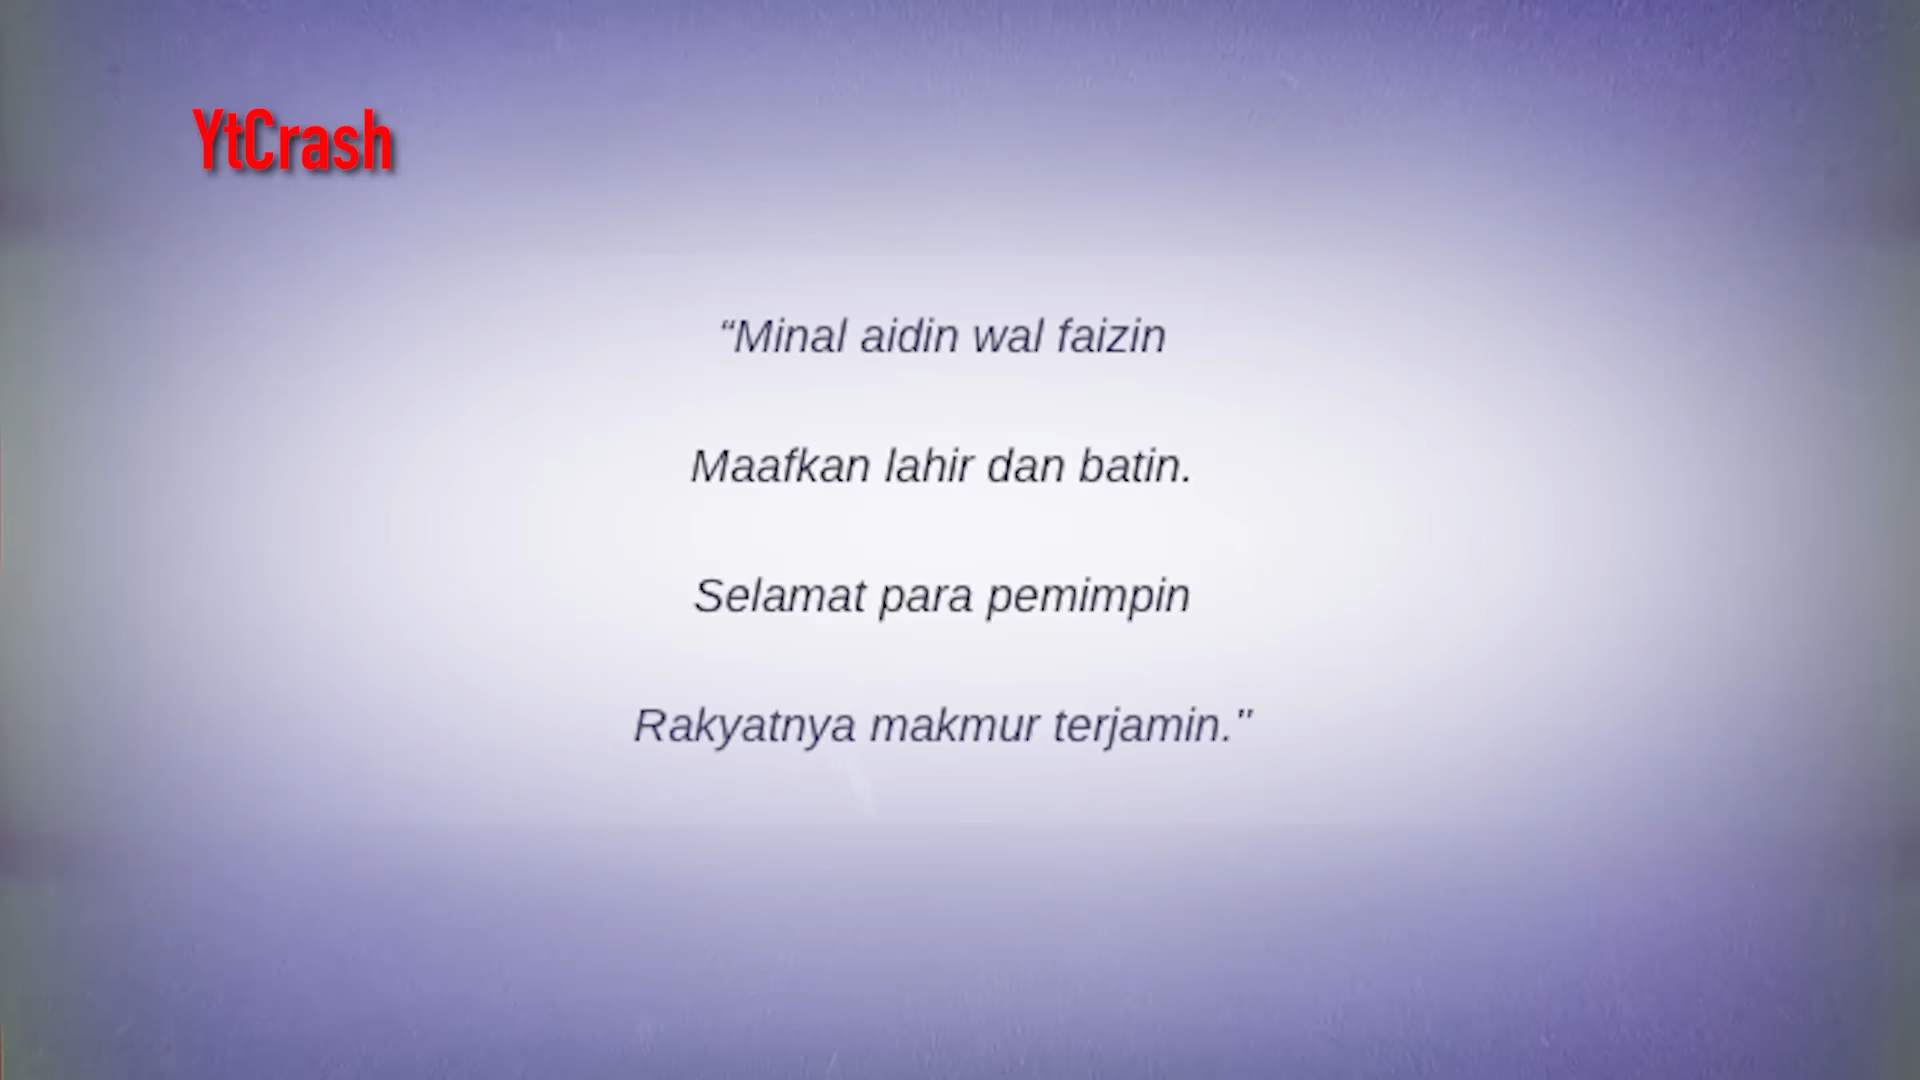 YtCrash
“Minal aidin wal faizin
Maafkan lahir dan batin.
Selamat para pemimpin
Rakyatnya makmur terjamin."